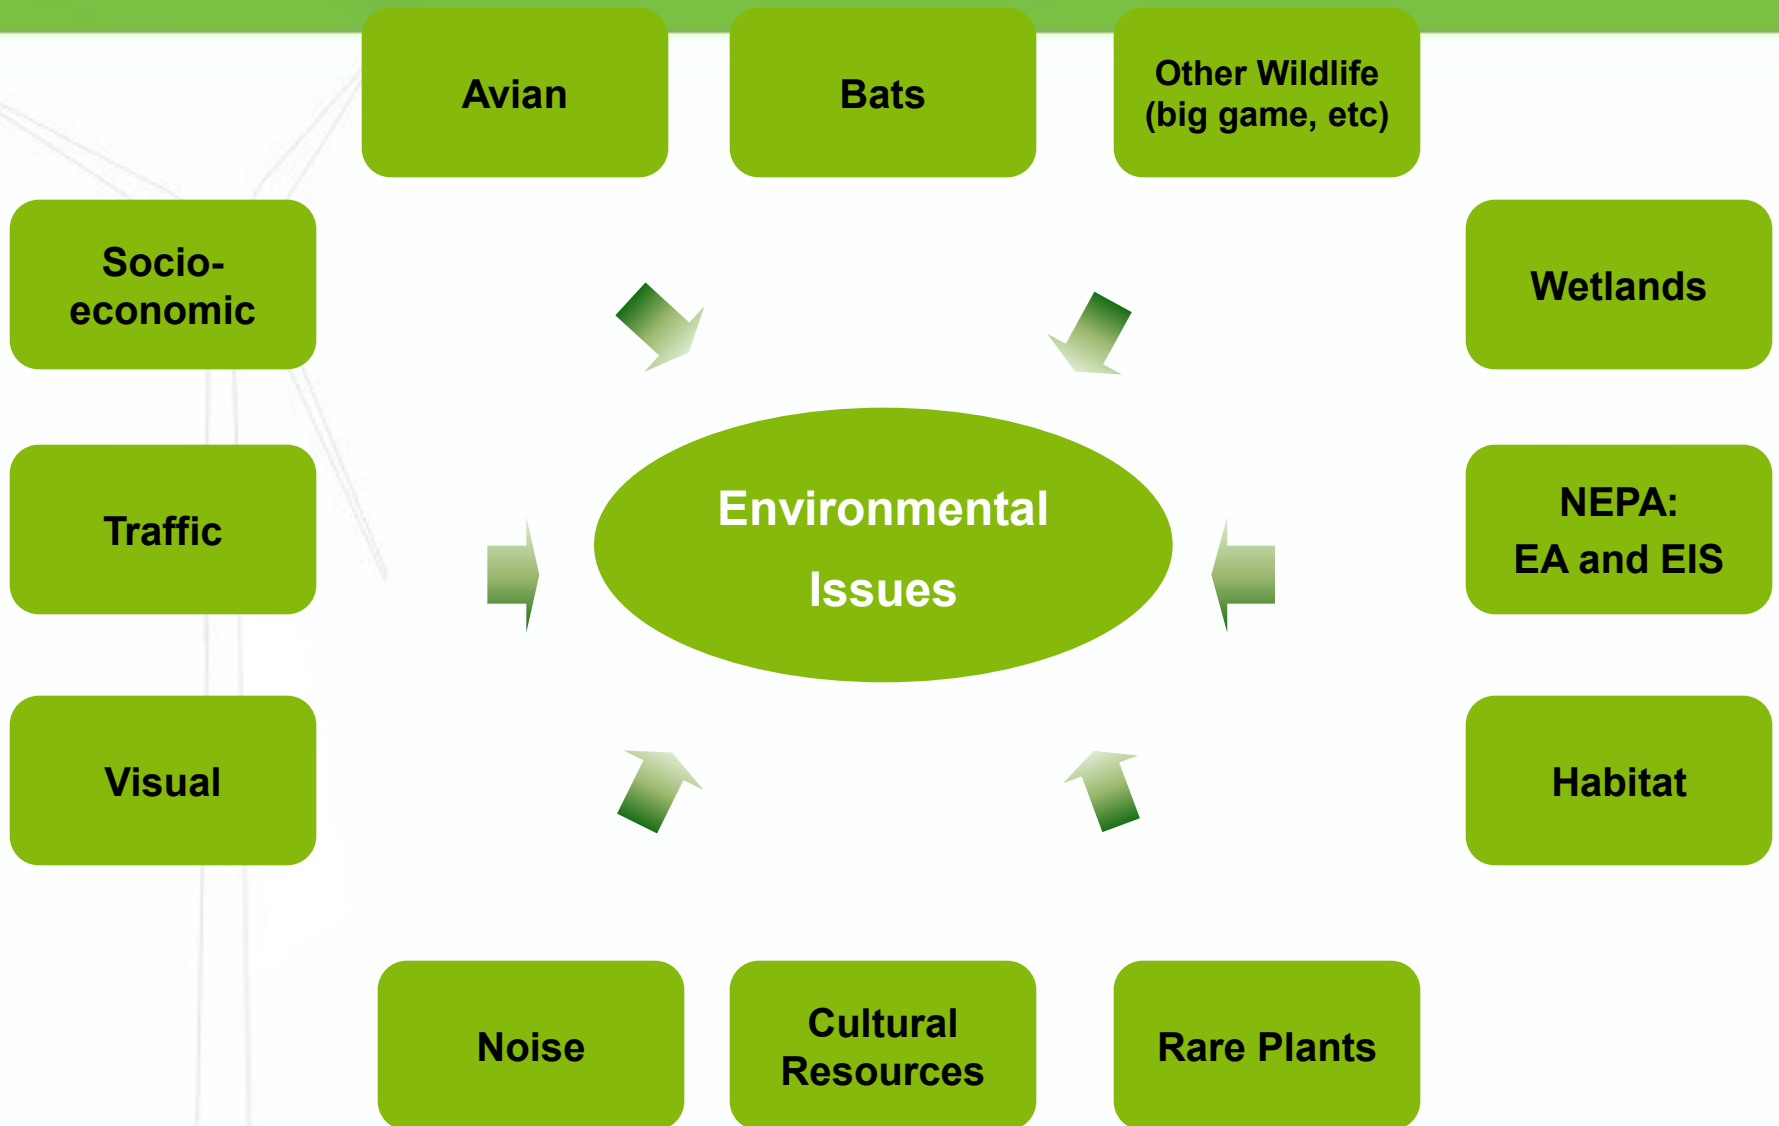 Avian
Bats
Other Wildlife
(big game, etc)
Socio-
economic
Wetlands
Traffic
Environmental
Issues
NEPA:
EA and EIS
Visual
Habitat
Noise
Cultural
Resources
Rare Plants